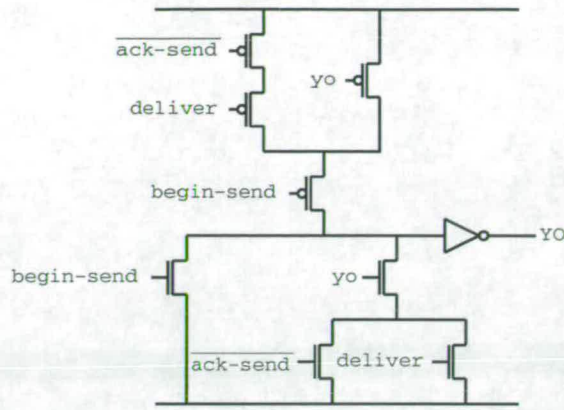 ack-send
yo
deliver
begin-send
YO
begin-send
yo
ack-send
deliver